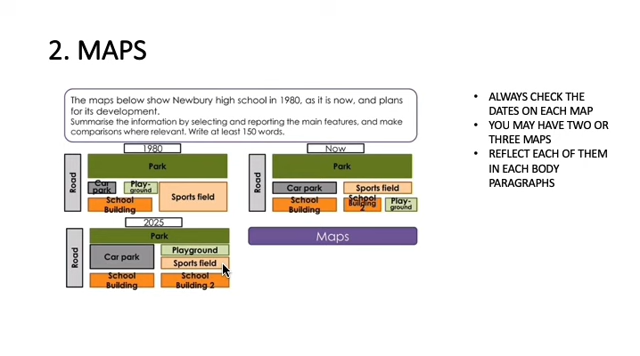 2. MAPS
The maps below show Newbury high school in 1980, as it is now, and plans
for its development.
Summarise the information by selecting and reporting the main features, and make
comparisons where relevant. Write at least 150 words.
1980
Road
Park
Car
park
Play-
ground
Sports field
School
Building
Now
Road
Park
Car park
Sports field
School
Building
School
Building
2
Play-
ground
2025
Road
Park
Car park
Playground
Sports field
School
Building
School
Building 2
Maps
• ALWAYS CHECK THE
DATES ON EACH MAP
• YOU MAY HAVE TWO OR
THREE MAPS
• REFLECT EACH OF THEM
IN EACH BODY
PARAGRAPHS